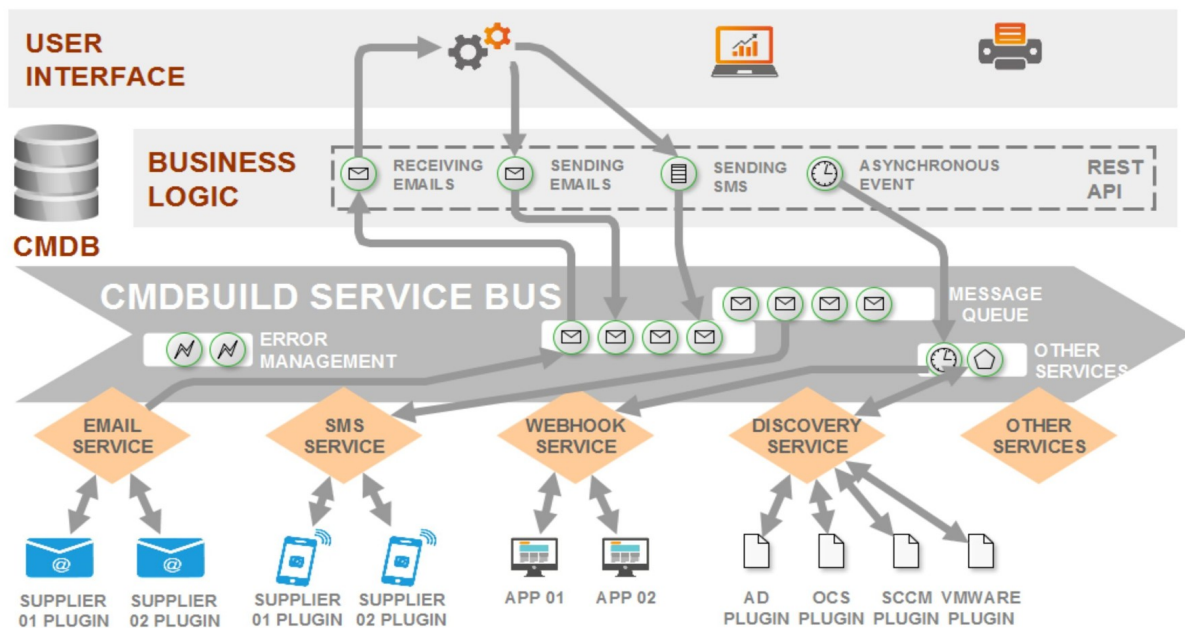 USER
INTERFACE
BUSINESS
LOGIC
RECEIVING
EMAILS
SENDING
EMAILS
SENDING
SMS
ASYNCHRONOUS
EVENT
REST
API
CMDB
CMDBUILD SERVICE BUS
MESSAGE
QUEUE
ERROR
MANAGEMENT
OTHER
SERVICES
EMAIL
SERVICE
SMS
SERVICE
WEBHOOK
SERVICE
DISCOVERY
SERVICE
OTHER
SERVICES
@
@
SUPPLIER
01 PLUGIN
SUPPLIER
02 PLUGIN
SUPPLIER
01 PLUGIN
SUPPLIER
02 PLUGIN
APP 01
APP 02
AD
PLUGIN
OCS
PLUGIN
SCCM
PLUGIN
VMWARE
PLUGIN